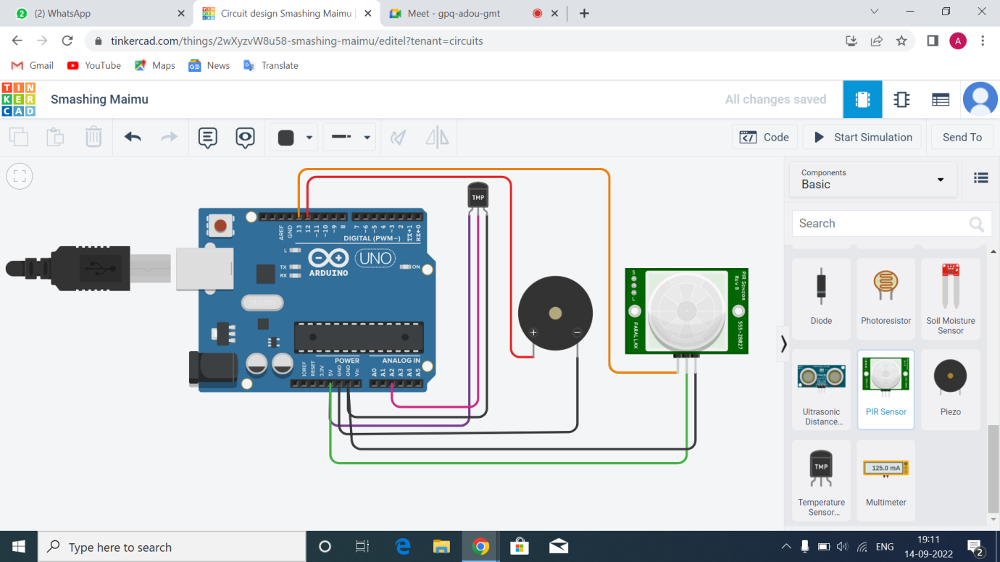 (2) WhatsApp
Circuit design Smashing Maimu |
Meet - gpq-adou-gmt
tinkercad.com/things/2wXyzvW8u58-smashing-maimu/editel?tenant=circuits
A
Gmail
YouTube
Maps
News
Translate
TIN
KER
CAD
Smashing Maimu
All changes saved
Code
Start Simulation
Send To
Components
Basic
Search
Diode
Photoresistor
Soil Moisture
Sensor
Ultrasonic
Distance...
PIR Sensor
Piezo
TMP
Temperature
Sensor...
125.0 mA
Multimeter
TMP
AREF
GND
13
12
~11
~10
~9
8
7
~6
~5
4
~3
2
TX→1
RX←0
DIGITAL (PWM~)
L
TX
RX
ARDUINO
UNO
ON
POWER
ANALOG IN
IOREF
RESET
3.3V
5V
GND
GND
Vin
A0
A1
A2
A3
A4
A5
+
−
S
L
PARALLAX
PIR SENSOR
REV B
555-28027
Type here to search
ENG
19:11
14-09-2022
2